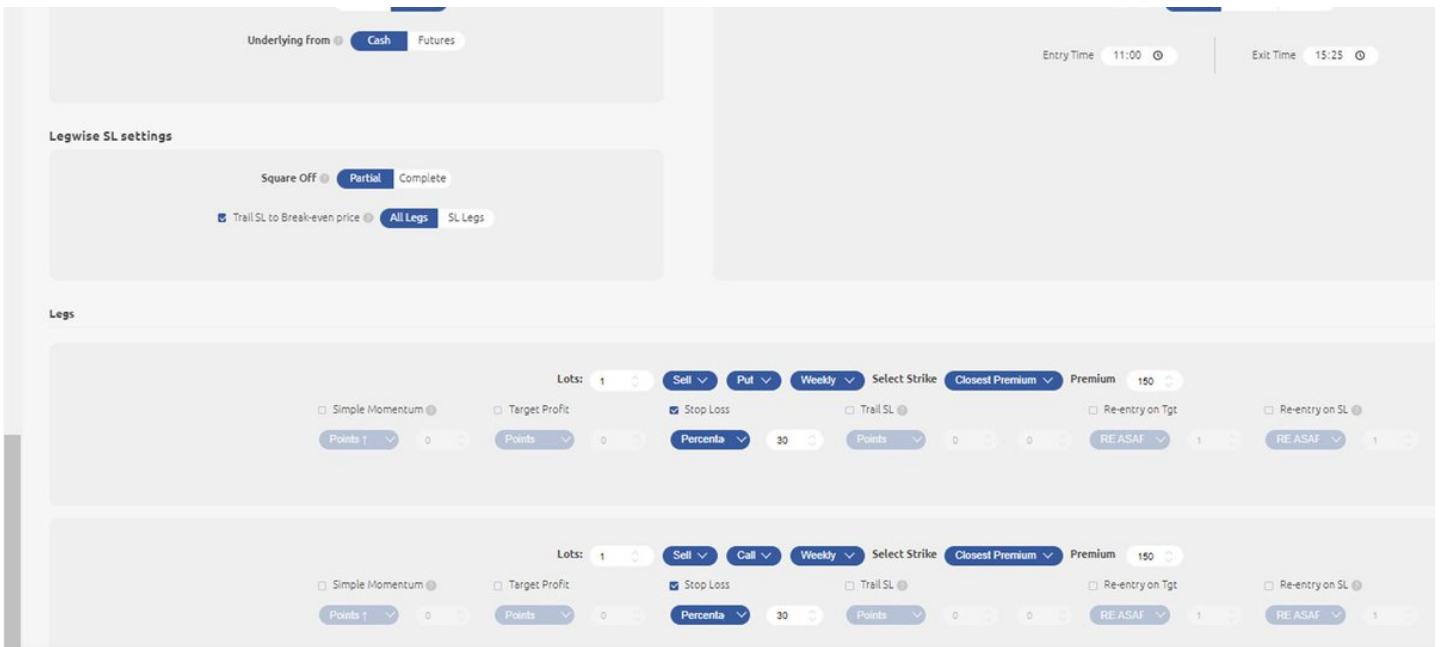 Underlying from Cash Futures
Entry Time 11:00 Exit Time 15:25
Legwise SL settings
Square Off Partial Complete
Trail SL to Break-even price All Legs SL Legs
Legs
Lots: 1 Sell Put Weekly Select Strike Closest Premium Premium 150
Simple Momentum Target Profit Stop Loss Trail SL Re-entry on Tgt Re-entry on SL
Points ↑ 0 Points 0 Percenta 30 Points 0 0 RE ASAF 1 RE ASAF 1
Lots: 1 Sell Call Weekly Select Strike Closest Premium Premium 150
Simple Momentum Target Profit Stop Loss Trail SL Re-entry on Tgt Re-entry on SL
Points ↑ 0 Points 0 Percenta 30 Points 0 0 RE ASAF 1 RE ASAF 1